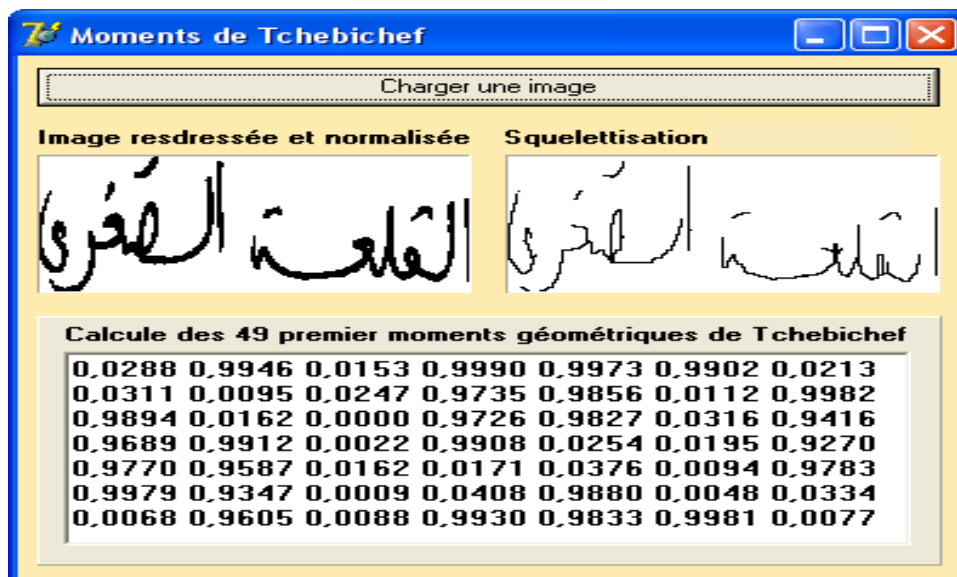 Moments de Tchebichef
Charger une image
Image resdressée et normalisée
Squelettisation
القلعة الصغرى
القلعة الصغرى
Calcule des 49 premier moments géométriques de Tchebichef
0,0288 0,9946 0,0153 0,9990 0,9973 0,9902 0,0213
0,0311 0,0095 0,0247 0,9735 0,9856 0,0112 0,9982
0,9894 0,0162 0,0000 0,9726 0,9827 0,0316 0,9416
0,9689 0,9912 0,0022 0,9908 0,0254 0,0195 0,9270
0,9770 0,9587 0,0162 0,0171 0,0376 0,0094 0,9783
0,9979 0,9347 0,0009 0,0408 0,9880 0,0048 0,0334
0,0068 0,9605 0,0088 0,9930 0,9833 0,9981 0,0077